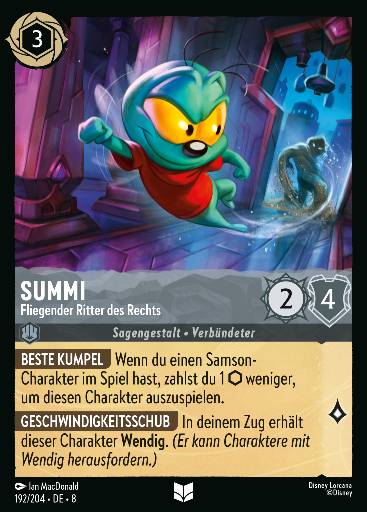 3
SUMMI
Fliegender Ritter des Rechts
2
4
Sagengestalt • Verbündeter
BESTE KUMPEL Wenn du einen Samson-
Charakter im Spiel hast, zahlst du 1 weniger,
um diesen Charakter auszuspielen.
GESCHWINDIGKEITSSCHUB In deinem Zug erhält
dieser Charakter Wendig. (Er kann Charaktere mit
Wendig herausfordern.)
Ian MacDonald
192/204 • DE • 8
Disney Lorcana
©Disney